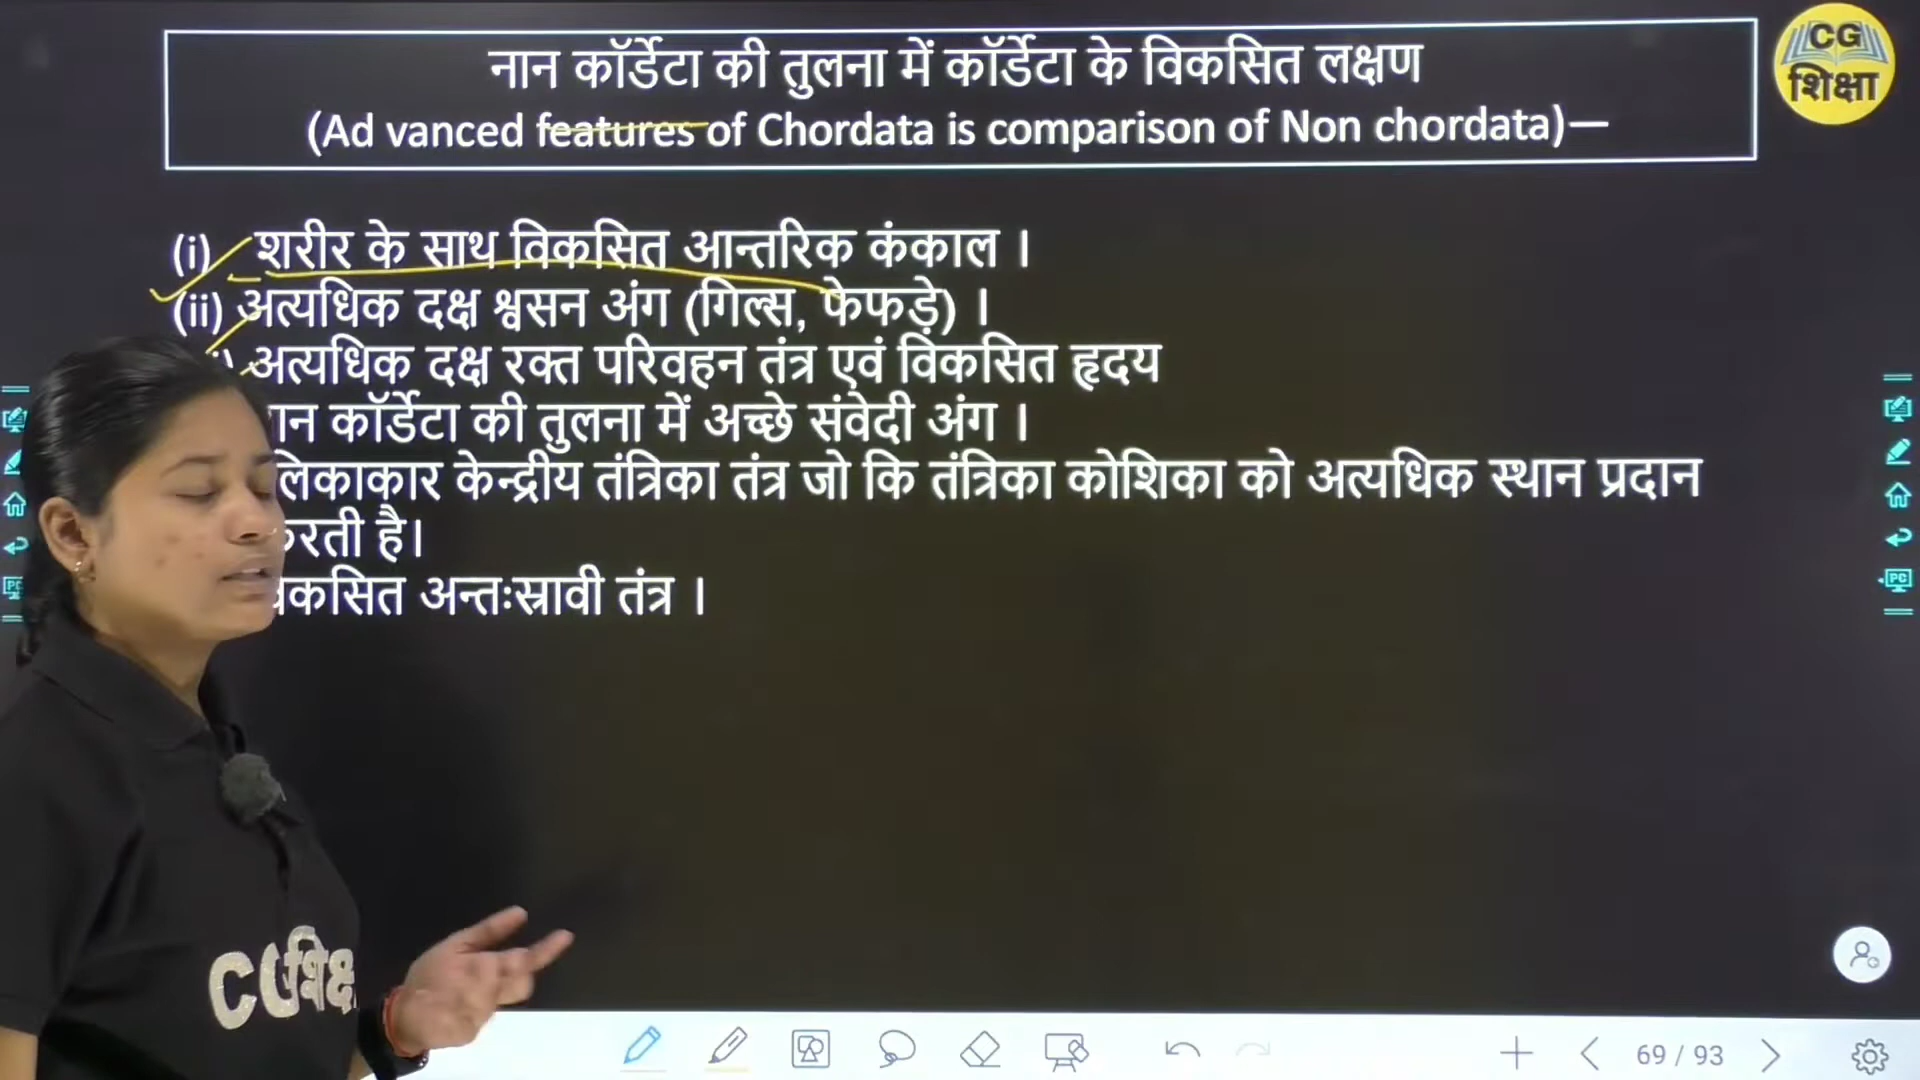 नान कॉर्डेटा की तुलना में कॉर्डेटा के विकसित लक्षण
(Ad vanced features of Chordata is comparison of Non chordata)—
CG
शिक्षा
(i) शरीर के साथ विकसित आन्तरिक कंकाल ।
(ii) अत्यधिक दक्ष श्वसन अंग (गिल्स, फेफड़े) ।
अत्यधिक दक्ष रक्त परिवहन तंत्र एवं विकसित हृदय
कॉर्डेटा की तुलना में अच्छे संवेदी अंग ।
केन्द्रीय तंत्रिका तंत्र जो कि तंत्रिका कोशिका को अत्यधिक स्थान प्रदान
है।
अन्तःस्रावी तंत्र ।
PC
69 / 93